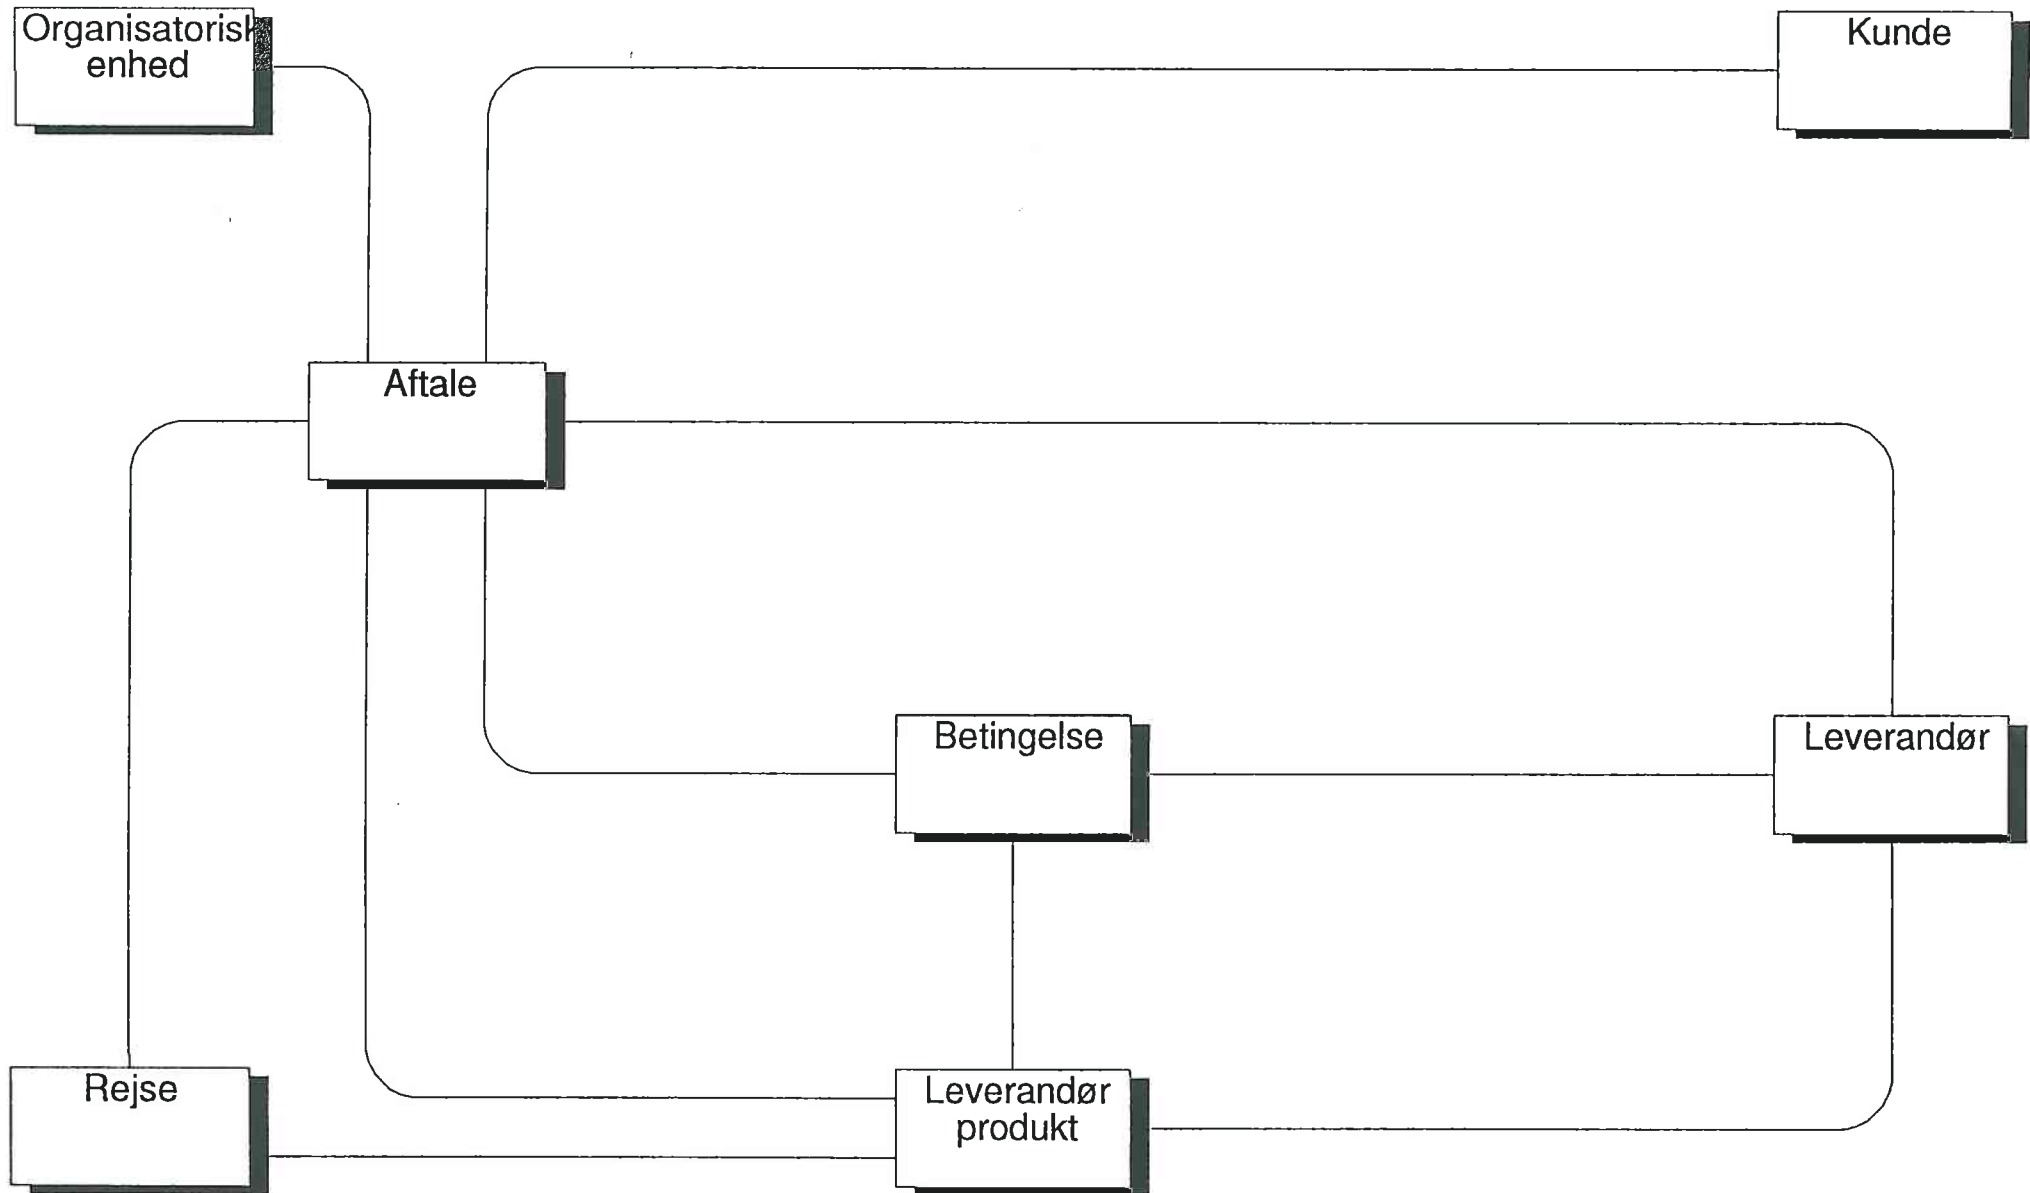 Organisatorisk
enhed
Kunde
Aftale
Betingelse
Leverandør
Rejse
Leverandør
produkt